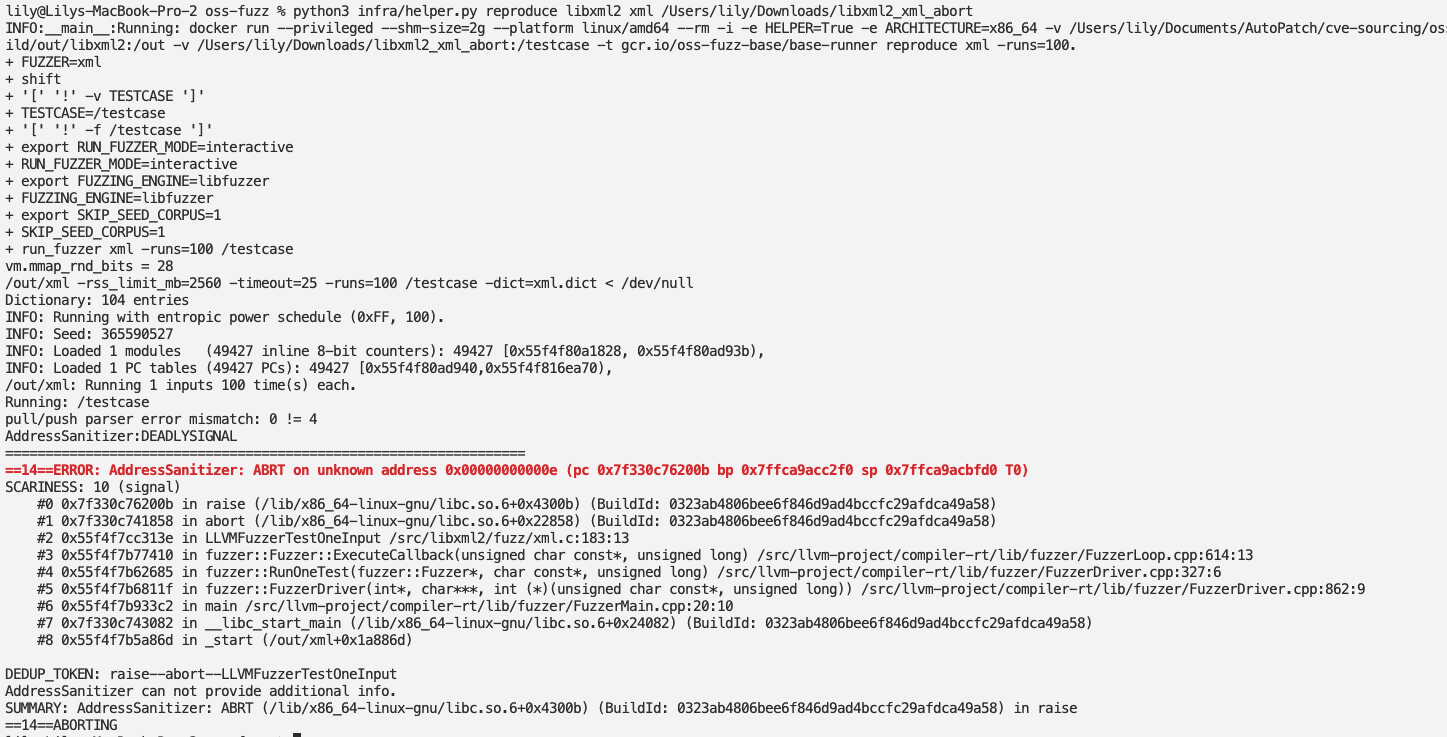 lily@Lilys-MacBook-Pro-2 oss-fuzz % python3 infra/helper.py reproduce libxml2 xml /Users/lily/Downloads/libxml2_xml_abort
INFO:__main__:Running: docker run --privileged --shm-size=2g --platform linux/amd64 --rm -i -e HELPER=True -e ARCHITECTURE=x86_64 -v /Users/lily/Documents/AutoPatch/cve-sourcing/os
ild/out/libxml2:/out -v /Users/lily/Downloads/libxml2_xml_abort:/testcase -t gcr.io/oss-fuzz-base/base-runner reproduce xml -runs=100.
+ FUZZER=xml
+ shift
+ '[' '!' -v TESTCASE ']'
+ TESTCASE=/testcase
+ '[' '!' -f /testcase ']'
+ export RUN_FUZZER_MODE=interactive
+ RUN_FUZZER_MODE=interactive
+ export FUZZING_ENGINE=libfuzzer
+ FUZZING_ENGINE=libfuzzer
+ export SKIP_SEED_CORPUS=1
+ SKIP_SEED_CORPUS=1
+ run_fuzzer xml -runs=100 /testcase
vm.mmap_rnd_bits = 28
/out/xml -rss_limit_mb=2560 -timeout=25 -runs=100 /testcase -dict=xml.dict < /dev/null
Dictionary: 104 entries
INFO: Running with entropic power schedule (0xFF, 100).
INFO: Seed: 365590527
INFO: Loaded 1 modules   (49427 inline 8-bit counters): 49427 [0x55f4f80a1828, 0x55f4f80ad93b),
INFO: Loaded 1 PC tables (49427 PCs): 49427 [0x55f4f80ad940,0x55f4f816ea70),
/out/xml: Running 1 inputs 100 time(s) each.
Running: /testcase
pull/push parser error mismatch: 0 != 4
AddressSanitizer:DEADLYSIGNAL
=================================================================
==14==ERROR: AddressSanitizer: ABRT on unknown address 0x00000000000e (pc 0x7f330c76200b bp 0x7ffca9acc2f0 sp 0x7ffca9acbfd0 T0)
SCARINESS: 10 (signal)
    #0 0x7f330c76200b in raise (/lib/x86_64-linux-gnu/libc.so.6+0x4300b) (BuildId: 0323ab4806bee6f846d9ad4bccfc29afdca49a58)
    #1 0x7f330c741858 in abort (/lib/x86_64-linux-gnu/libc.so.6+0x22858) (BuildId: 0323ab4806bee6f846d9ad4bccfc29afdca49a58)
    #2 0x55f4f7cc313e in LLVMFuzzerTestOneInput /src/libxml2/fuzz/xml.c:183:13
    #3 0x55f4f7b77410 in fuzzer::Fuzzer::ExecuteCallback(unsigned char const*, unsigned long) /src/llvm-project/compiler-rt/lib/fuzzer/FuzzerLoop.cpp:614:13
    #4 0x55f4f7b62685 in fuzzer::RunOneTest(fuzzer::Fuzzer*, char const*, unsigned long) /src/llvm-project/compiler-rt/lib/fuzzer/FuzzerDriver.cpp:327:6
    #5 0x55f4f7b6811f in fuzzer::FuzzerDriver(int*, char***, int (*)(unsigned char const*, unsigned long)) /src/llvm-project/compiler-rt/lib/fuzzer/FuzzerDriver.cpp:862:9
    #6 0x55f4f7b933c2 in main /src/llvm-project/compiler-rt/lib/fuzzer/FuzzerMain.cpp:20:10
    #7 0x7f330c743082 in __libc_start_main (/lib/x86_64-linux-gnu/libc.so.6+0x24082) (BuildId: 0323ab4806bee6f846d9ad4bccfc29afdca49a58)
    #8 0x55f4f7b5a86d in _start (/out/xml+0x1a886d)
DEDUP_TOKEN: raise--abort--LLVMFuzzerTestOneInput
AddressSanitizer can not provide additional info.
SUMMARY: AddressSanitizer: ABRT (/lib/x86_64-linux-gnu/libc.so.6+0x4300b) (BuildId: 0323ab4806bee6f846d9ad4bccfc29afdca49a58) in raise
==14==ABORTING